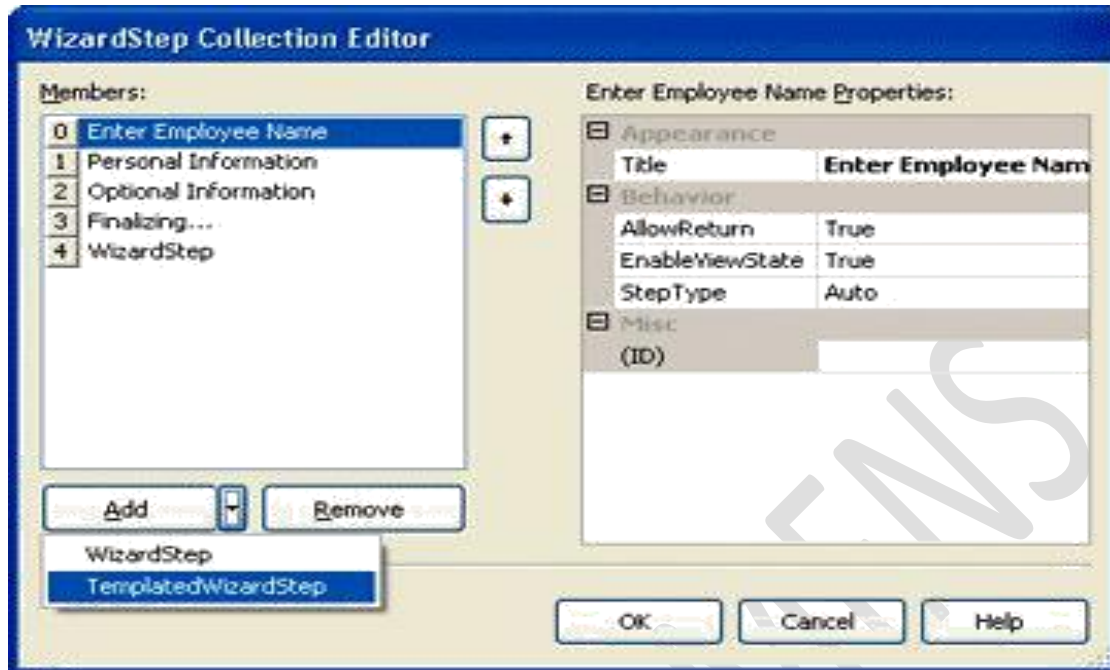 WizardStep Collection Editor
Members:
0 Enter Employee Name
1 Personal Information
2 Optional Information
3 Finalizing...
4 WizardStep
Add
Remove
WizardStep
TemplatedWizardStep
Enter Employee Name Properties:
Appearance
Title Enter Employee Nam
Behavior
AllowReturn True
EnableViewState True
StepType Auto
Misc
(ID)
OK
Cancel
Help